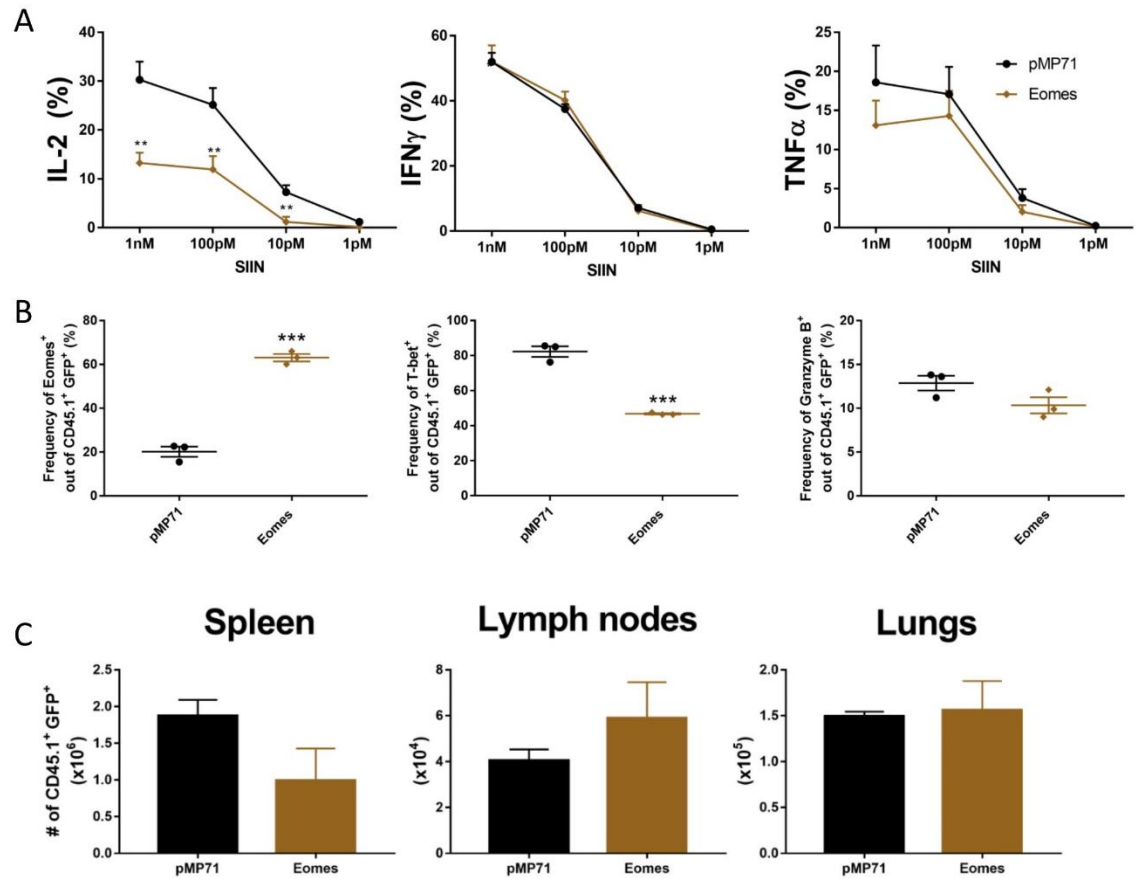 A
IL-2 (%)
40
30
20
10
0
**
**
**
1nM
100pM
10pM
1pM
SIIN
IFNγ (%)
60
40
20
0
1nM
100pM
10pM
1pM
SIIN
TNFα (%)
25
20
15
10
5
0
1nM
100pM
10pM
1pM
SIIN
pMP71
Eomes
B
Frequency of Eomes+
out of CD45.1+ GFP+ (%)
80
60
40
20
0
***
pMP71
Eomes
Frequency of T-bet+
out of CD45.1+ GFP+ (%)
100
80
60
40
20
0
***
pMP71
Eomes
Frequency of Granzyme B+
out of CD45.1+ GFP+ (%)
20
15
10
5
0
pMP71
Eomes
C
Spleen
# of CD45.1+ GFP+
(x10⁶)
2.5
2.0
1.5
1.0
0.5
0.0
pMP71
Eomes
Lymph nodes
(x10⁴)
8
6
4
2
0
pMP71
Eomes
Lungs
(x10⁵)
2.0
1.5
1.0
0.5
0.0
pMP71
Eomes